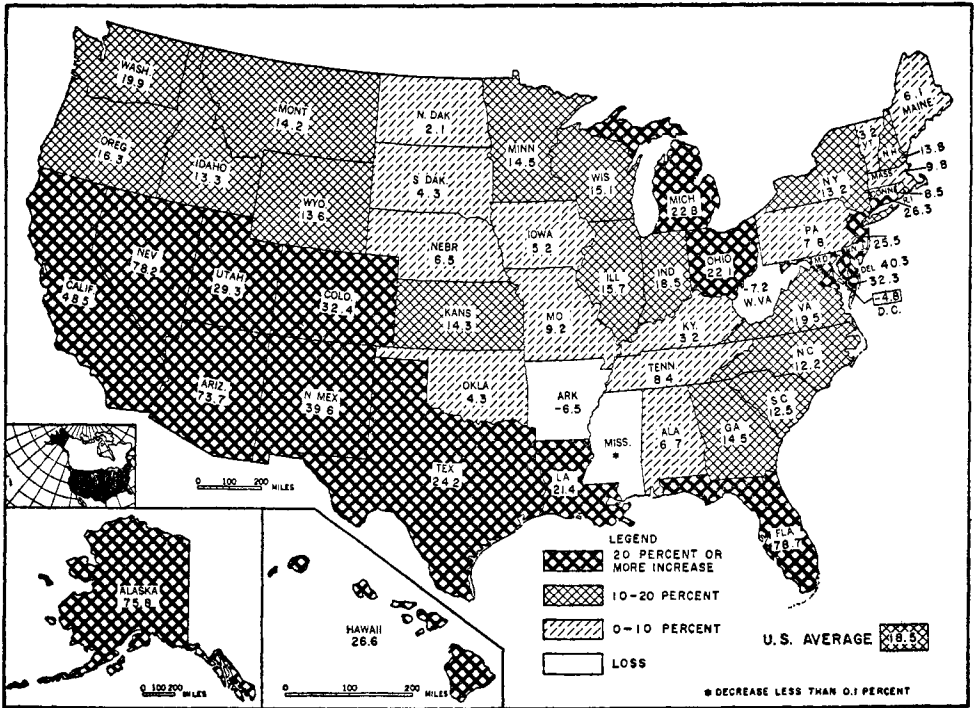 WASH.
19.9
OREG
16.3
IDAHO
13.3
MONT
14.2
WYO
13.6
N. DAK
2.1
S DAK.
4.3
NEBR
6.5
KANS
14.3
OKLA
4.3
MINN
14.5
IOWA
5.2
MO
9.2
ARK
-6.5
WIS
15.1
ILL
15.7
IND
18.5
MICH
22.8
OHIO
22.1
KY.
3.2
TENN.
8 4
MISS.
*
ALA
6 7
GA
14.5
FLA
78.7
S C
12.5
N C
12.2
VA
19.5
-7.2
W. VA
PA
7 8
N Y
13.2
3.2
VT.
N.H.
13.8
6.1
MAINE
MASS
9.8
CONN
8.5
R I
26.3
N J
25.5
MD
DEL 40.3
32.3
-4.8
D.C.
NEV
78.2
CALIF
48.5
UTAH
29.3
COLO.
32.4
ARIZ.
73.7
N MEX
39 6
TEX
24 2
LA
21.4
0 100 200
MILES
ALASKA
75.8
0 100 200
MILES
HAWAII
26.6
0 100 200
MILES
LEGEND
20 PERCENT OR
MORE INCREASE
10-20 PERCENT
0-10 PERCENT
LOSS
U.S. AVERAGE 18.5
* DECREASE LESS THAN 0.1 PERCENT